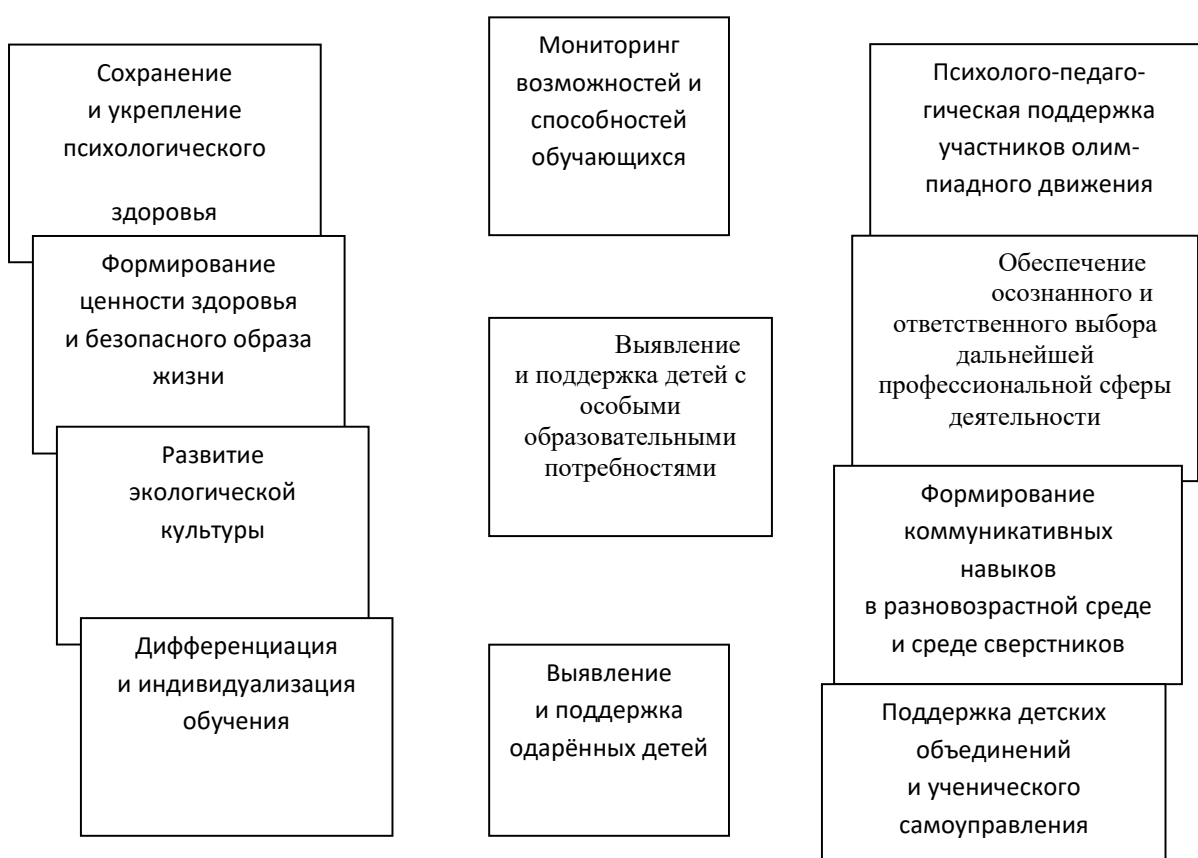 Сохранение
и укрепление
психологического
здоровья
Формирование
ценности здоровья
и безопасного образа
жизни
Развитие
экологической
культуры
Дифференциация
и индивидуализация
обучения
Мониторинг
возможностей и
способностей
обучающихся
Выявление
и поддержка детей с
особыми
образовательными
потребностями
Выявление
и поддержка
одарённых детей
Психолого-педаго-
гическая поддержка
участников олим-
пиадного движения
Обеспечение
осознанного и
ответственного выбора
дальнейшей
профессиональной сферы
деятельности
Формирование
коммуникативных
навыков
в разновозрастной среде
и среде сверстников
Поддержка детских
объединений
и ученического
самоуправления